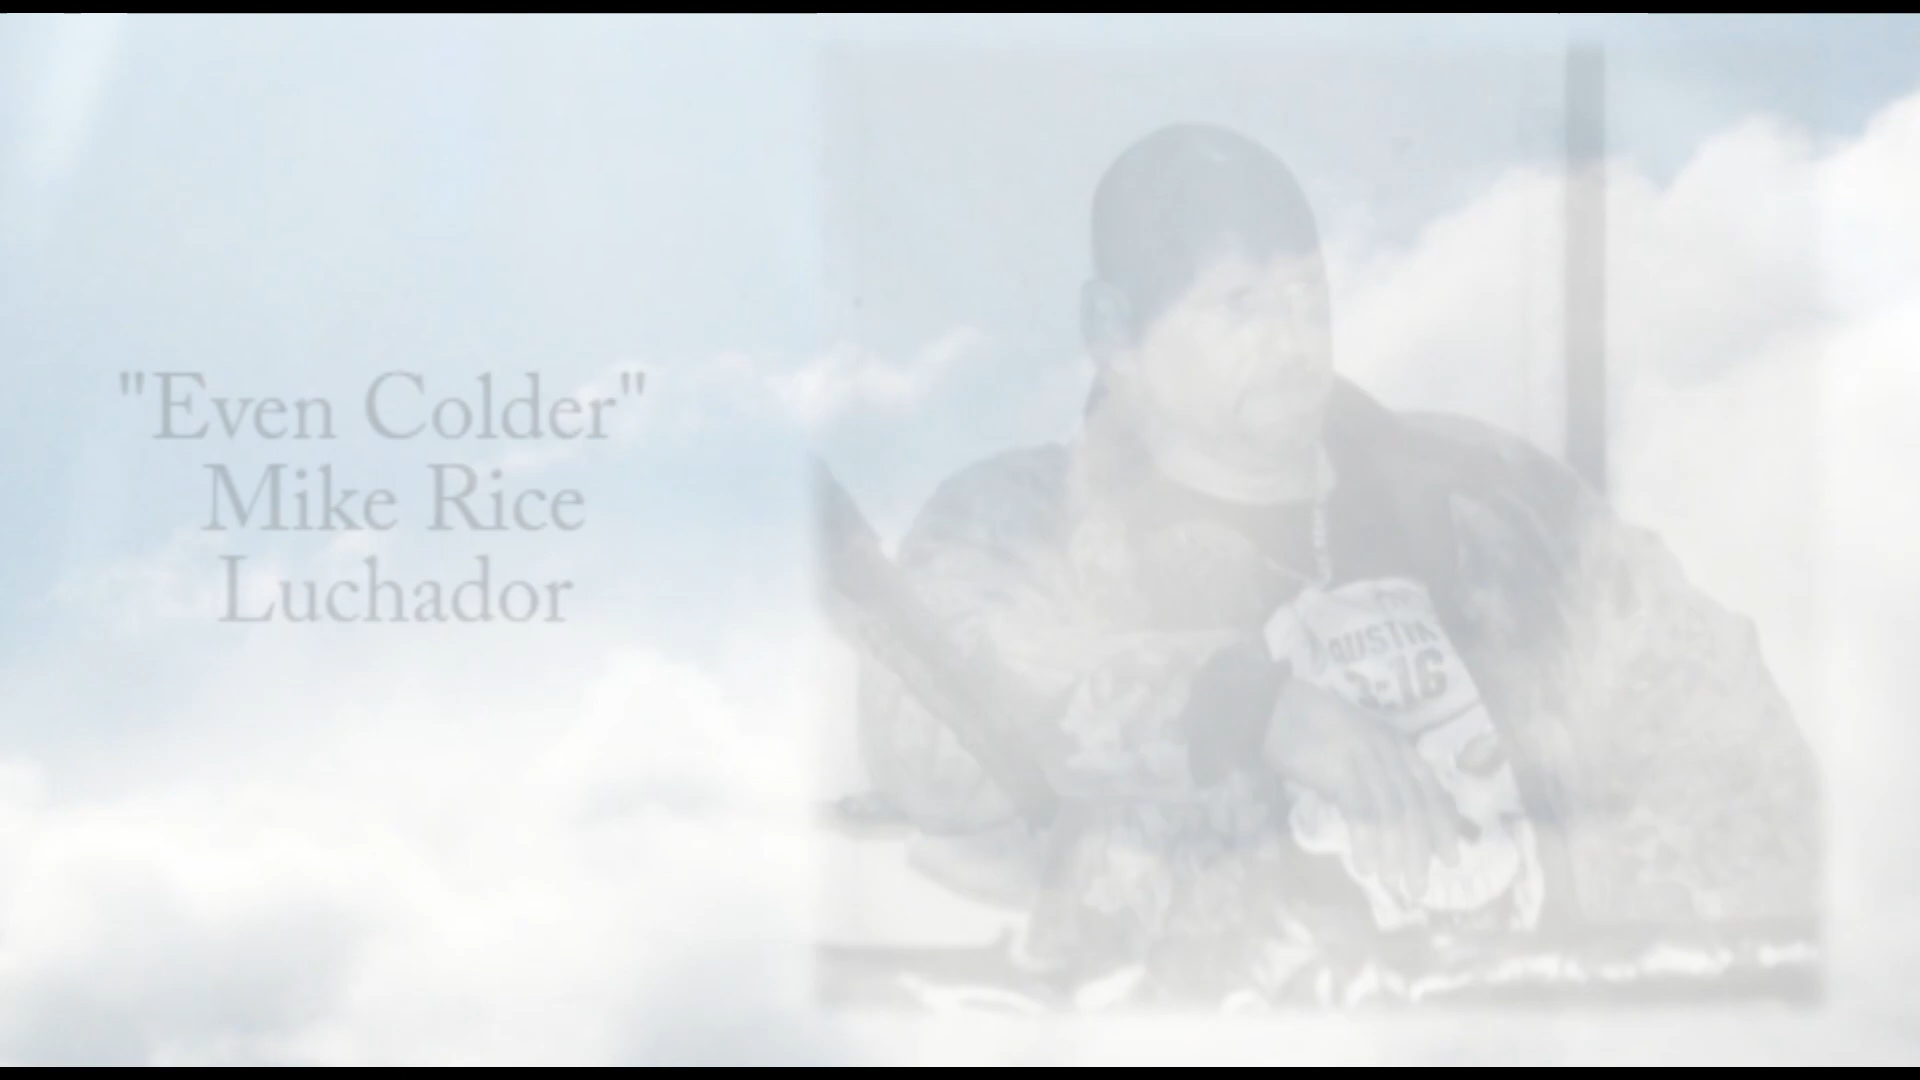 "Even Colder"
Mike Rice
Luchador
AUSTIN
3-16